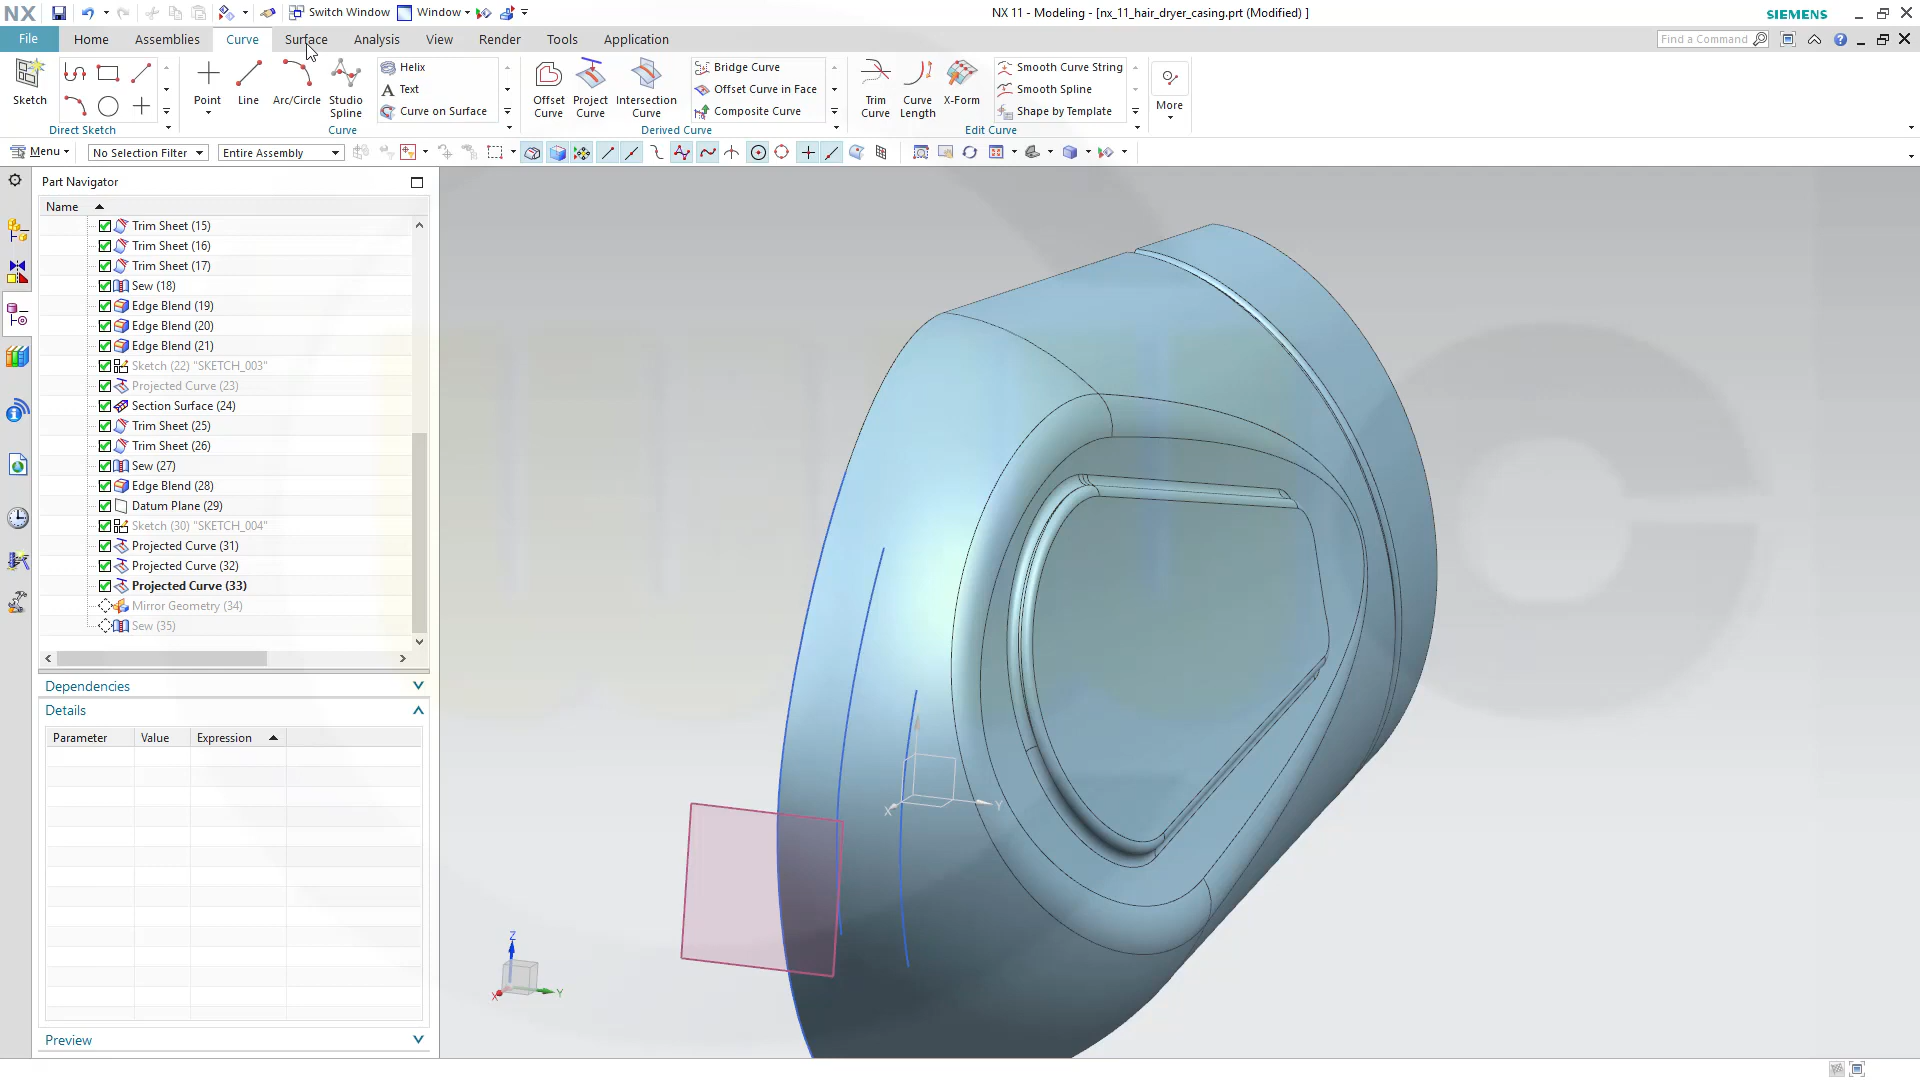 NX Switch Window Window NX 11 - Modeling - [nx_11_hair_dryer_casing.prt (Modified) ] SIEMENS
File Home Assemblies Curve Surface Analysis View Render Tools Application Find a Command
Sketch Point Line Arc/Circle Studio Spline Helix Text Curve on Surface Offset Curve Project Curve Intersection Curve Bridge Curve Offset Curve in Face Composite Curve Trim Curve Curve Length X-Form Smooth Curve String Smooth Spline Shape by Template More
Direct Sketch Curve Derived Curve Edit Curve
Menu No Selection Filter Entire Assembly
Part Navigator
Name
Trim Sheet (15)
Trim Sheet (16)
Trim Sheet (17)
Sew (18)
Edge Blend (19)
Edge Blend (20)
Edge Blend (21)
Sketch (22) "SKETCH_003"
Projected Curve (23)
Section Surface (24)
Trim Sheet (25)
Trim Sheet (26)
Sew (27)
Edge Blend (28)
Datum Plane (29)
Sketch (30) "SKETCH_004"
Projected Curve (31)
Projected Curve (32)
Projected Curve (33)
Mirror Geometry (34)
Sew (35)
Dependencies
Details
Parameter Value Expression
Preview
X Y
Z
X Y